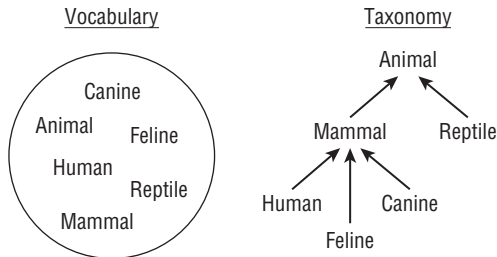 Vocabulary
Canine
Animal
Feline
Human
Reptile
Mammal
Taxonomy
Animal
Mammal
Reptile
Human
Canine
Feline